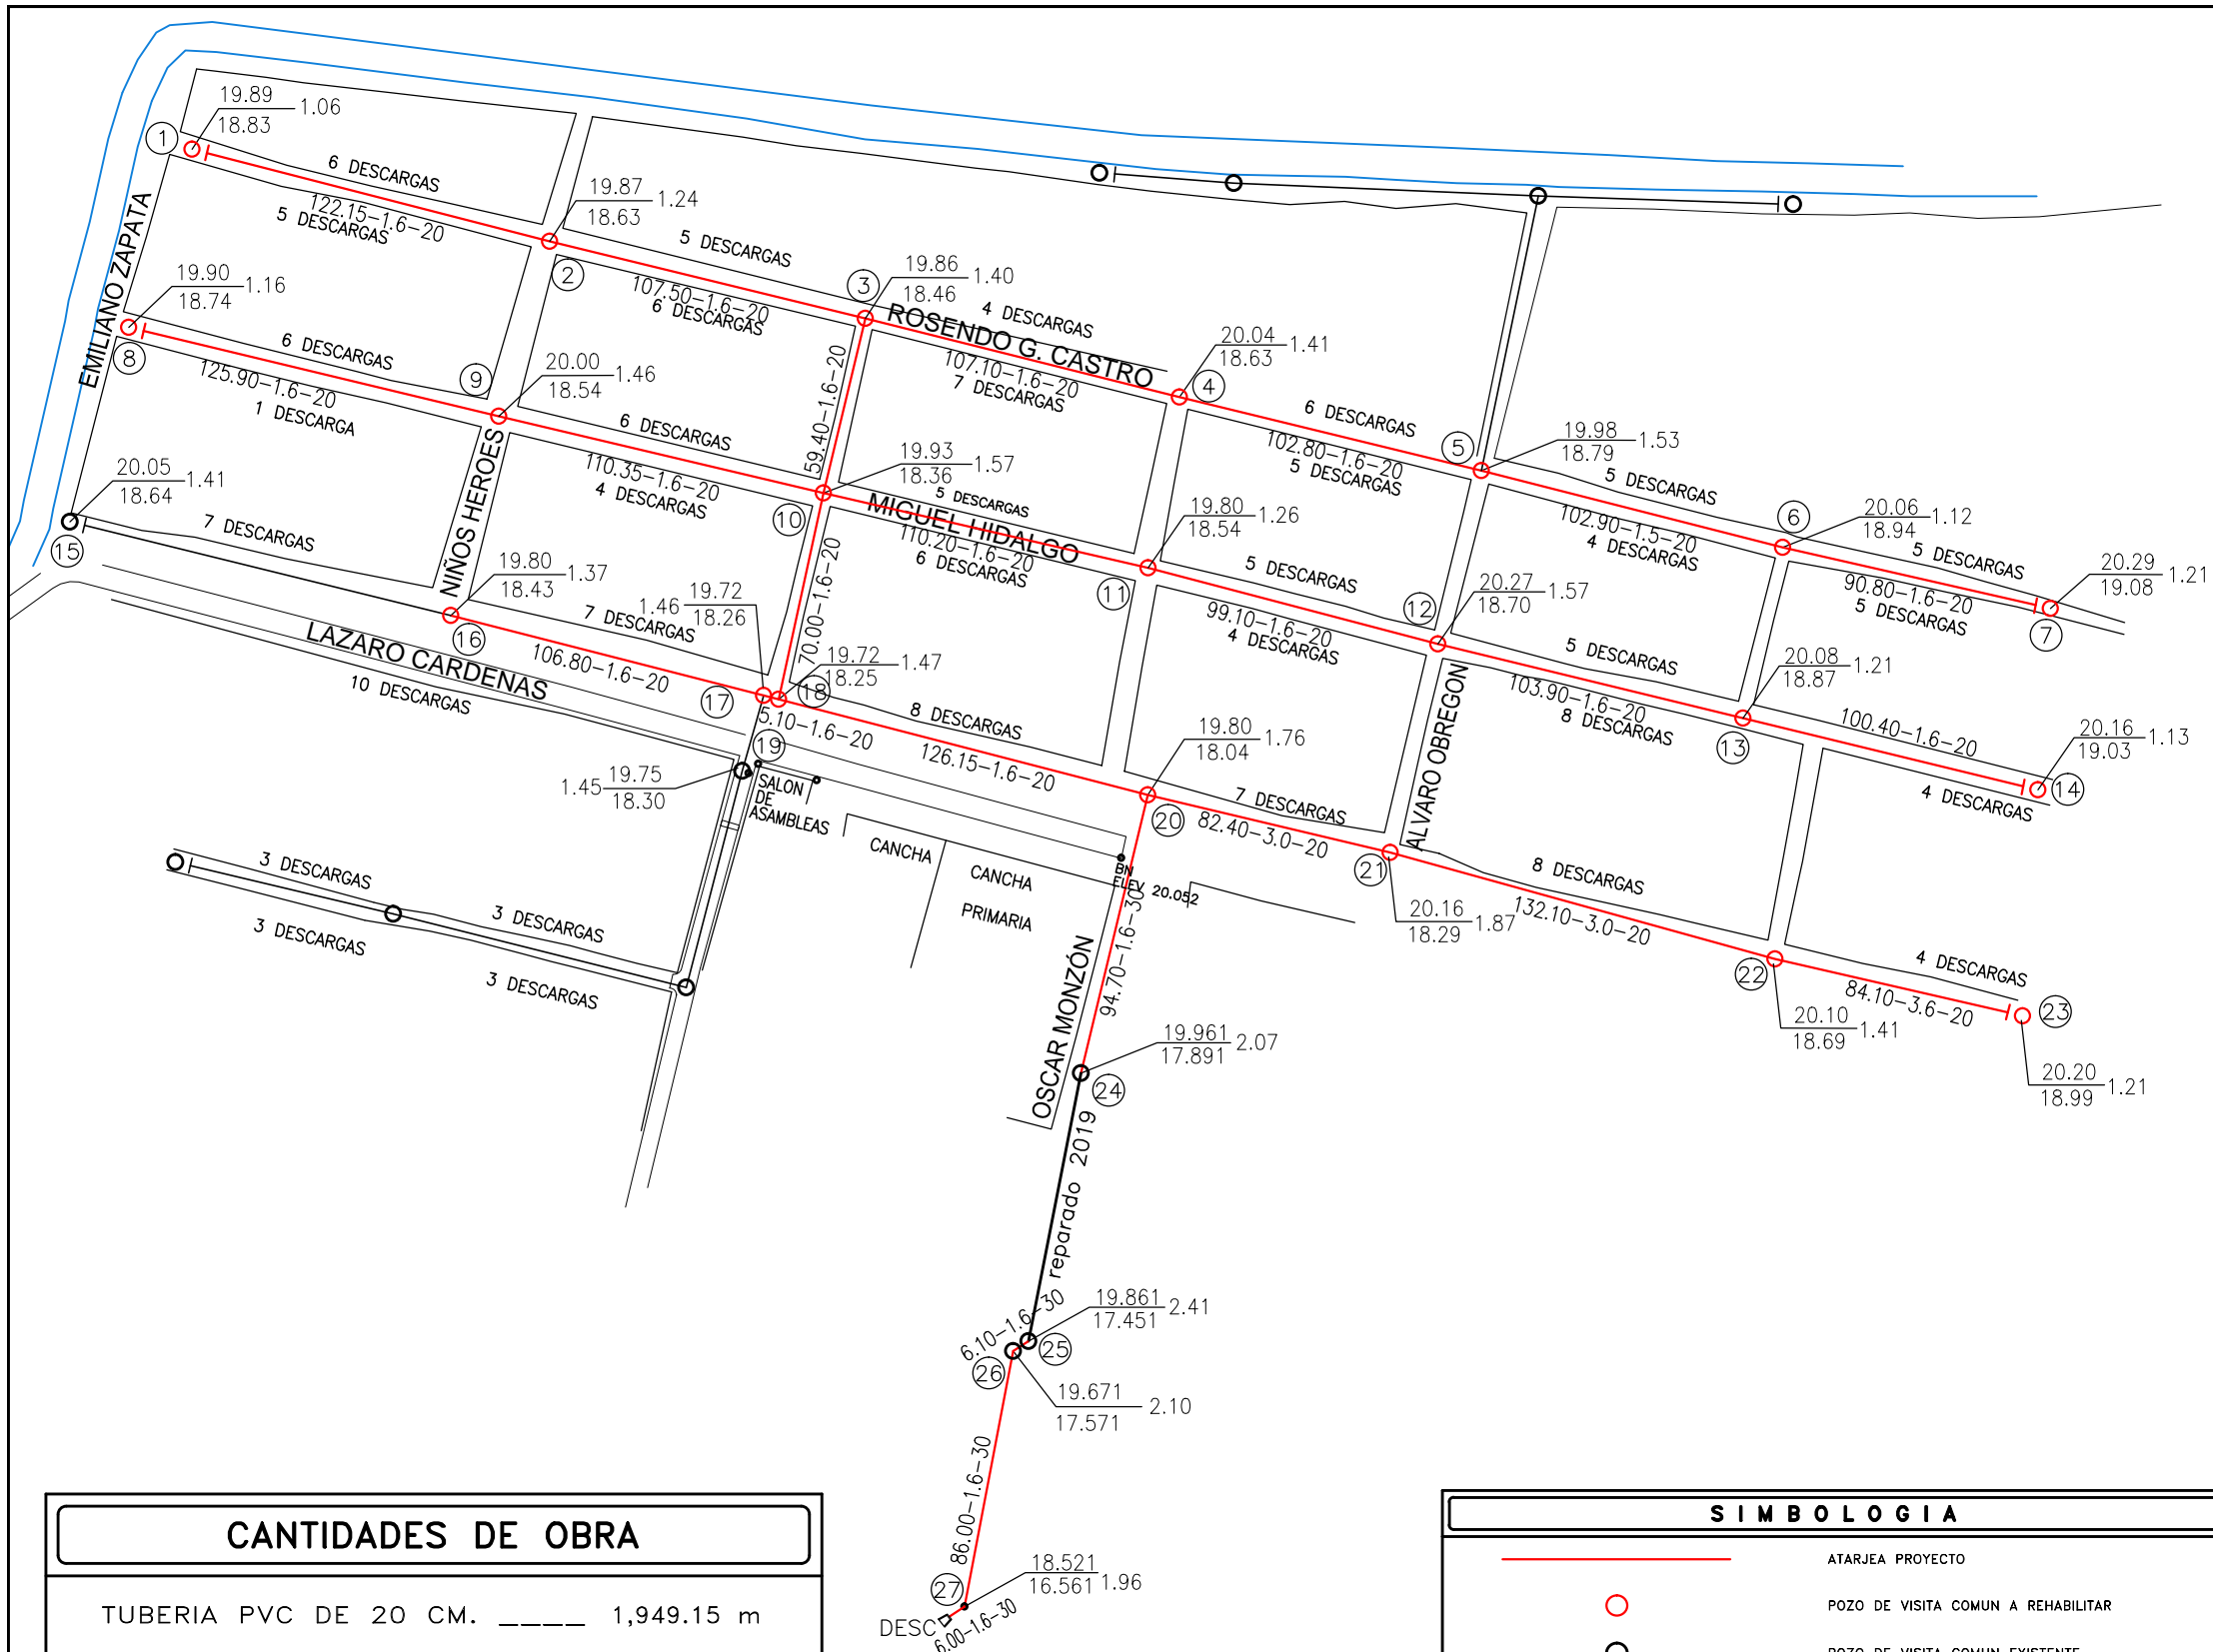 19.89
18.83
1.06
1
6 DESCARGAS
122.15-1.6-20
5 DESCARGAS
EMILIANO ZAPATA
19.87
18.63
1.24
2
5 DESCARGAS
107.50-1.6-20
6 DESCARGAS
3
19.86
18.46
1.40
4 DESCARGAS
ROSENDO G. CASTRO
107.10-1.6-20
7 DESCARGAS
20.04
18.63
1.41
4
6 DESCARGAS
102.80-1.6-20
5 DESCARGAS
5
19.98
18.79
1.53
5 DESCARGAS
102.90-1.5-20
4 DESCARGAS
6
20.06
18.94
1.12
5 DESCARGAS
90.80-1.6-20
5 DESCARGAS
20.29
19.08
1.21
7
19.90
18.74
1.16
8
6 DESCARGAS
125.90-1.6-20
1 DESCARGA
9
20.00
18.54
1.46
NIÑOS HEROES
6 DESCARGAS
110.35-1.6-20
4 DESCARGAS
59.40-1.6-20
10
19.93
18.36
1.57
5 DESCARGAS
MIGUEL HIDALGO
110.20-1.6-20
6 DESCARGAS
70.00-1.6-20
19.80
18.54
1.26
11
5 DESCARGAS
99.10-1.6-20
4 DESCARGAS
12
20.27
18.70
1.57
5 DESCARGAS
103.90-1.6-20
8 DESCARGAS
ALVARO OBREGON
20.08
18.87
1.21
13
100.40-1.6-20
4 DESCARGAS
20.16
19.03
1.13
14
20.05
18.64
1.41
15
7 DESCARGAS
19.80
18.43
1.37
16
LAZARO CARDENAS
10 DESCARGAS
7 DESCARGAS
106.80-1.6-20
1.46
19.72
18.26
17
19.72
18.25
1.47
18
5.10-1.6-20
8 DESCARGAS
126.15-1.6-20
19
1.45
19.75
18.30
SALON
DE
ASAMBLEAS
CANCHA
CANCHA
PRIMARIA
BN
ELEV 20.052
19.80
18.04
1.76
20
7 DESCARGAS
82.40-3.0-20
21
20.16
18.29
1.87
8 DESCARGAS
132.10-3.0-20
22
20.10
18.69
1.41
4 DESCARGAS
84.10-3.6-20
23
20.20
18.99
1.21
3 DESCARGAS
3 DESCARGAS
3 DESCARGAS
3 DESCARGAS
94.70-1.6-30
OSCAR MONZÓN
19.961
17.891
2.07
24
reparado 2019
19.861
17.451
2.41
25
6.10-1.6-30
26
19.671
17.571
2.10
86.00-1.6-30
27
18.521
16.561
1.96
DESC
6.00-1.6-30
CANTIDADES DE OBRA
TUBERIA PVC DE 20 CM. ____ 1,949.15 m
SIMBOLOGIA
ATARJEA PROYECTO
POZO DE VISITA COMUN A REHABILITAR
POZO DE VISITA COMUN EXISTENTE